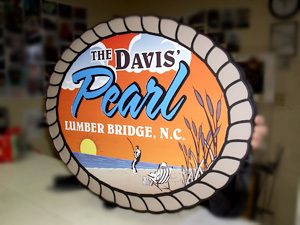 THE DAVIS'
Pearl
LUMBER BRIDGE, N.C.